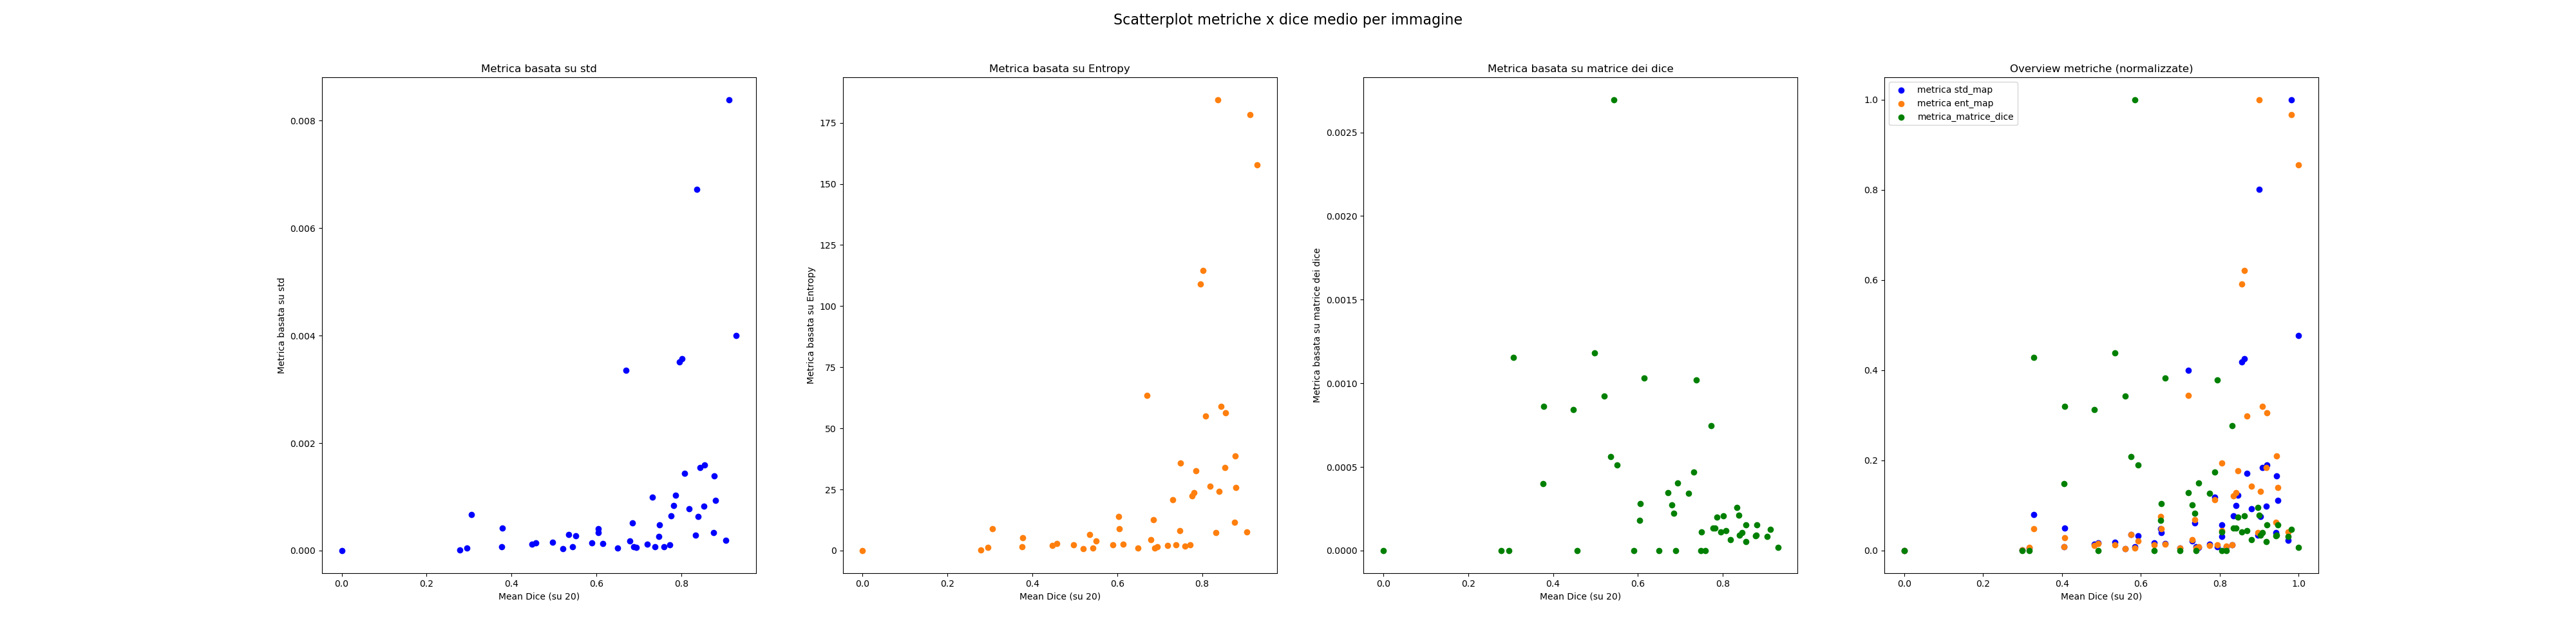 Scatterplot metriche x dice medio per immagine
Metrica basata su std
Metrica basata su std
0.008
0.006
0.004
0.002
0.000
0.0 0.2 0.4 0.6 0.8
Mean Dice (su 20)
Metrica basata su Entropy
Metrica basata su Entropy
175
150
125
100
75
50
25
0
0.0 0.2 0.4 0.6 0.8
Mean Dice (su 20)
Metrica basata su matrice dei dice
Metrica basata su matrice dei dice
0.0025
0.0020
0.0015
0.0010
0.0005
0.0000
0.0 0.2 0.4 0.6 0.8
Mean Dice (su 20)
Overview metriche (normalizzate)
metrica std_map
metrica ent_map
metrica_matrice_dice
1.0
0.8
0.6
0.4
0.2
0.0
0.0 0.2 0.4 0.6 0.8 1.0
Mean Dice (su 20)